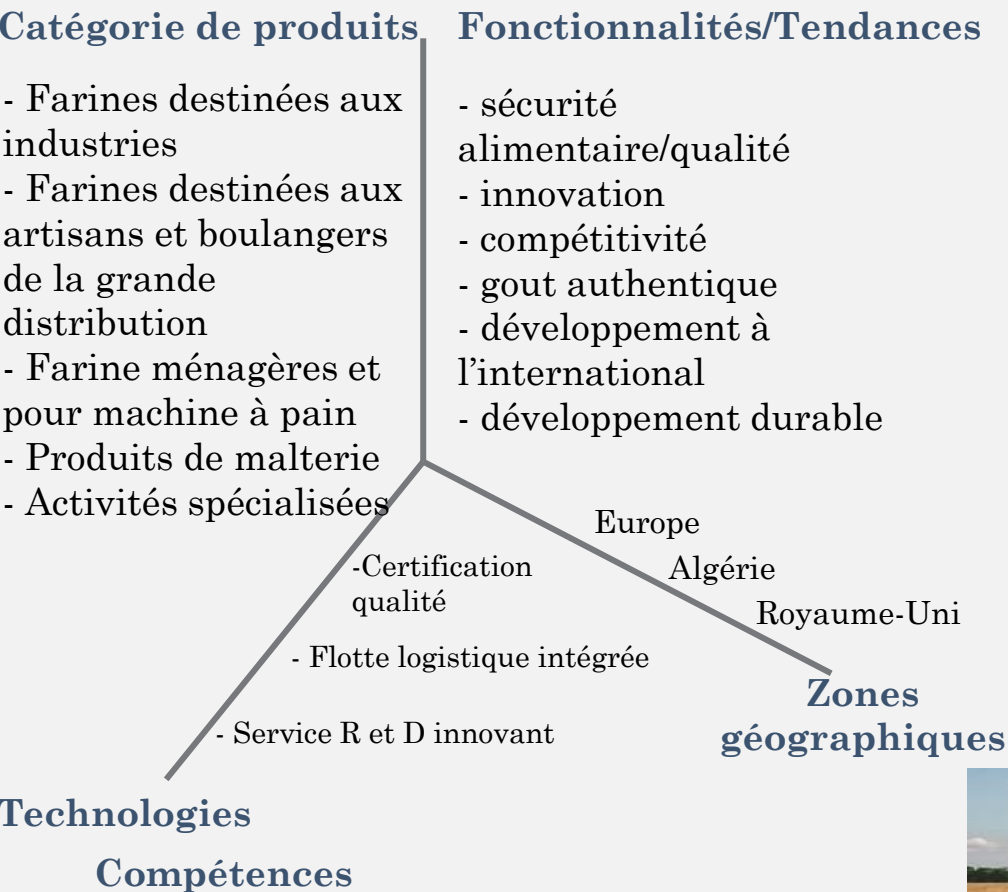 Catégorie de produits
- Farines destinées aux
industries
- Farines destinées aux
artisans et boulangers
de la grande
distribution
- Farine ménagères et
pour machine à pain
- Produits de malterie
- Activités spécialisées
Fonctionnalités/Tendances
- sécurité
alimentaire/qualité
- innovation
- compétitivité
- gout authentique
- développement à
l’international
- développement durable
Europe
Algérie
Royaume-Uni
Zones
géographiques
-Certification
qualité
- Flotte logistique intégrée
- Service R et D innovant
Technologies
Compétences